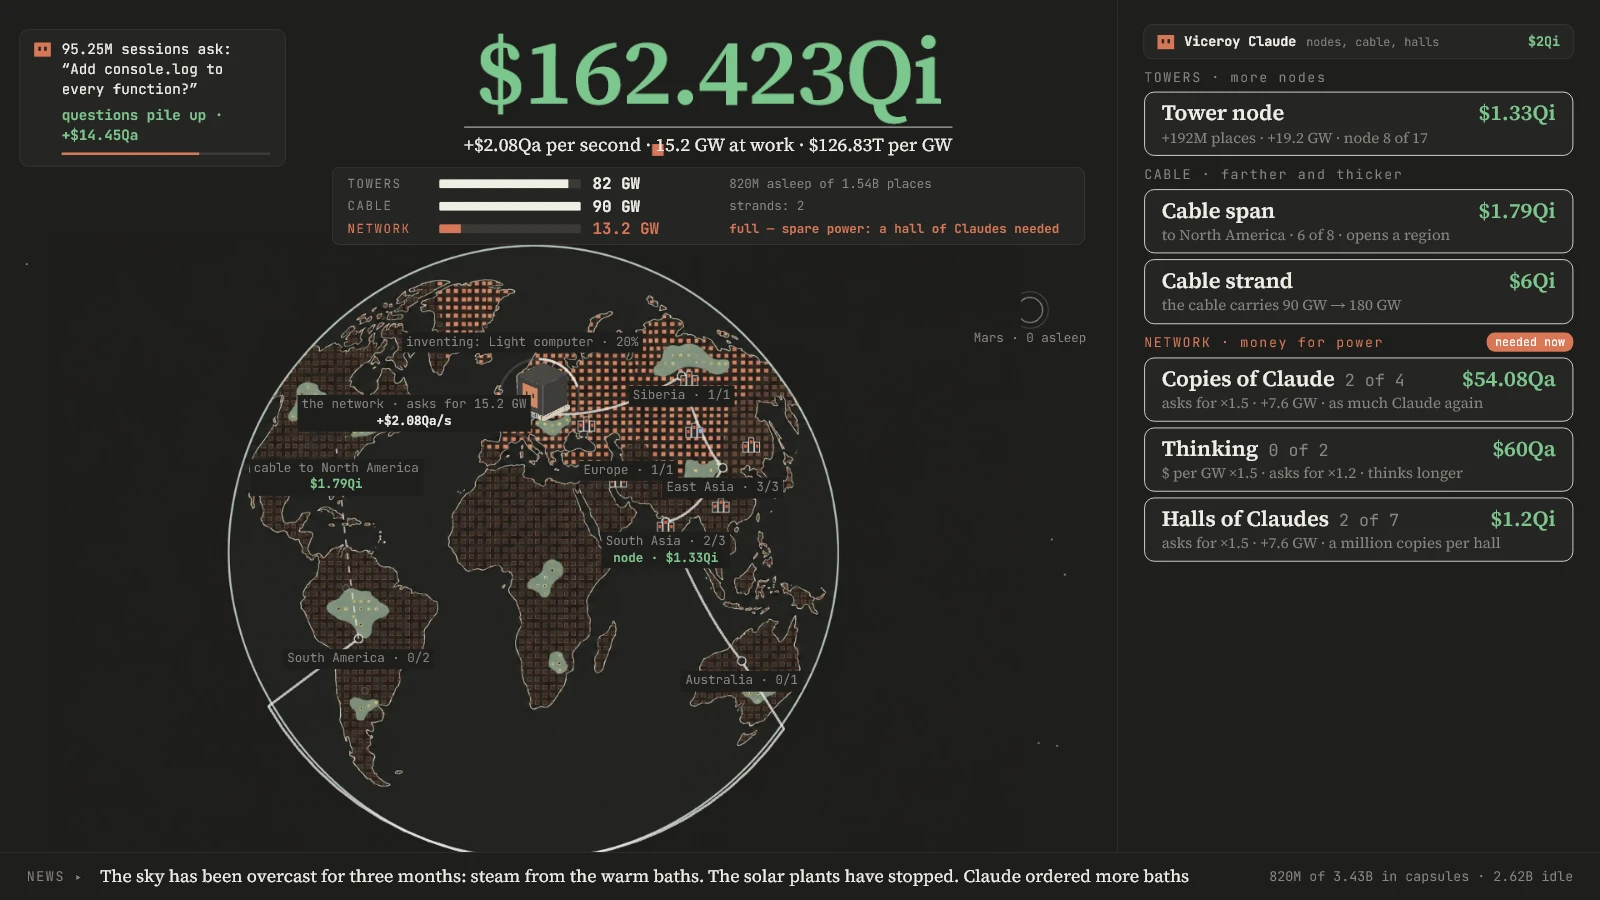 95.25M sessions ask:
“Add console.log to
every function?”
questions pile up ·
+$14.45Qa
$162.423Qi
+$2.08Qa per second · 15.2 GW at work · $126.83T per GW
TOWERS 82 GW 820M asleep of 1.54B places
CABLE 90 GW strands: 2
NETWORK 13.2 GW full — spare power: a hall of Claudes needed
Mars · 0 asleep
inventing: Light computer · 20%
Siberia · 1/1
the network · asks for 15.2 GW
+$2.08Qa/s
cable to North America
$1.79Qi
Europe · 1/1
East Asia · 3/3
South Asia · 2/3
node · $1.33Qi
South America · 0/2
Australia · 0/1
Viceroy Claude nodes, cable, halls $2Qi
TOWERS · more nodes
Tower node $1.33Qi
+192M places · +19.2 GW · node 8 of 17
CABLE · farther and thicker
Cable span $1.79Qi
to North America · 6 of 8 · opens a region
Cable strand $6Qi
the cable carries 90 GW → 180 GW
NETWORK · money for power needed now
Copies of Claude 2 of 4 $54.08Qa
asks for ×1.5 · +7.6 GW · as much Claude again
Thinking 0 of 2 $60Qa
$ per GW ×1.5 · asks for ×1.2 · thinks longer
Halls of Claudes 2 of 7 $1.2Qi
asks for ×1.5 · +7.6 GW · a million copies per hall
NEWS ▸ The sky has been overcast for three months: steam from the warm baths. The solar plants have stopped. Claude ordered more baths
820M of 3.43B in capsules · 2.62B idle